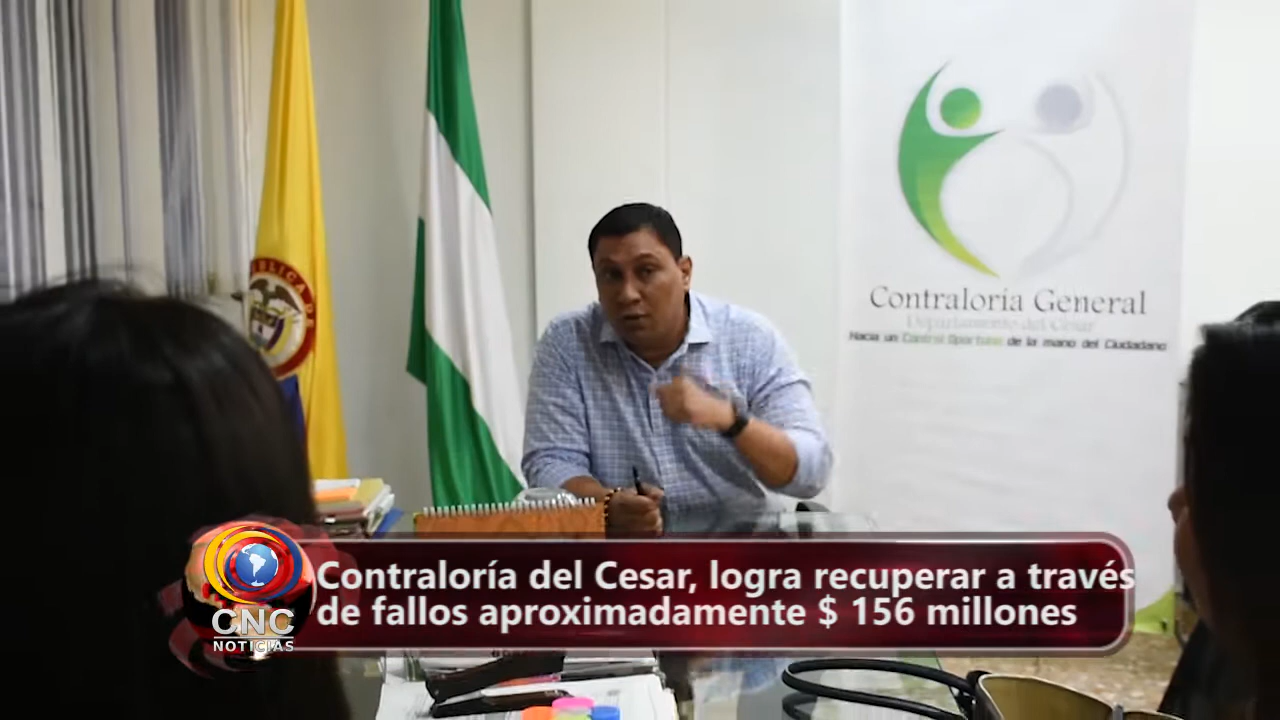 Contraloría General
Departamento del Cesar
Hacia un Control Oportuno de la mano del Ciudadano
Contraloría del Cesar, logra recuperar a través
de fallos aproximadamente $ 156 millones
CNC
NOTICIAS